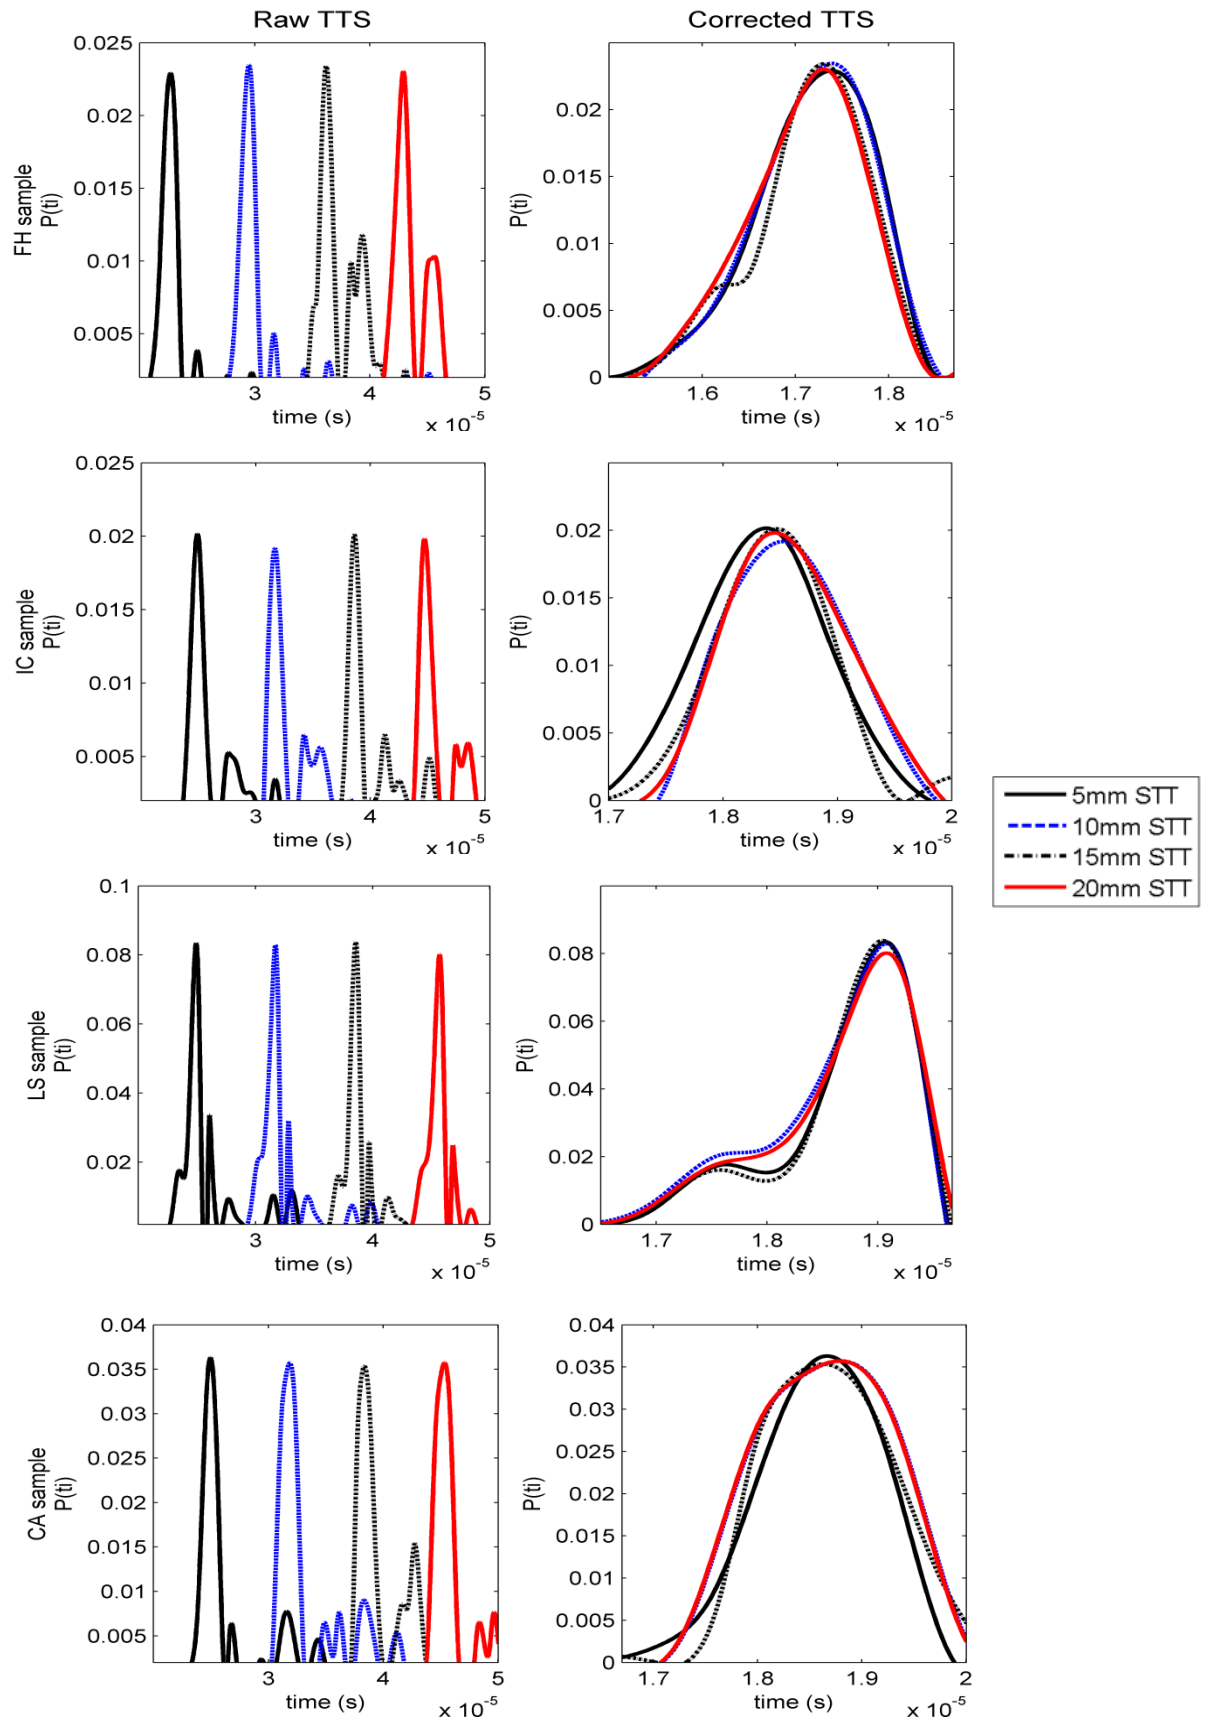 Raw TTS
Corrected TTS
FH sample
P(ti)
0.025
0.02
0.015
0.01
0.005
3
4
5
time (s)
x 10-5
P(ti)
0.02
0.015
0.01
0.005
0
1.6
1.7
1.8
time (s)
x 10-5
IC sample
P(ti)
0.025
0.02
0.015
0.01
0.005
3
4
5
time (s)
x 10-5
P(ti)
0.02
0.015
0.01
0.005
0
1.7
1.8
1.9
2
time (s)
x 10-5
5mm STT
10mm STT
15mm STT
20mm STT
LS sample
P(ti)
0.1
0.08
0.06
0.04
0.02
3
4
5
time (s)
x 10-5
P(ti)
0.08
0.06
0.04
0.02
0
1.7
1.8
1.9
time (s)
x 10-5
CA sample
P(ti)
0.04
0.035
0.03
0.025
0.02
0.015
0.01
0.005
3
4
5
time (s)
x 10-5
P(ti)
0.04
0.035
0.03
0.025
0.02
0.015
0.01
0.005
0
1.7
1.8
1.9
2
time (s)
x 10-5